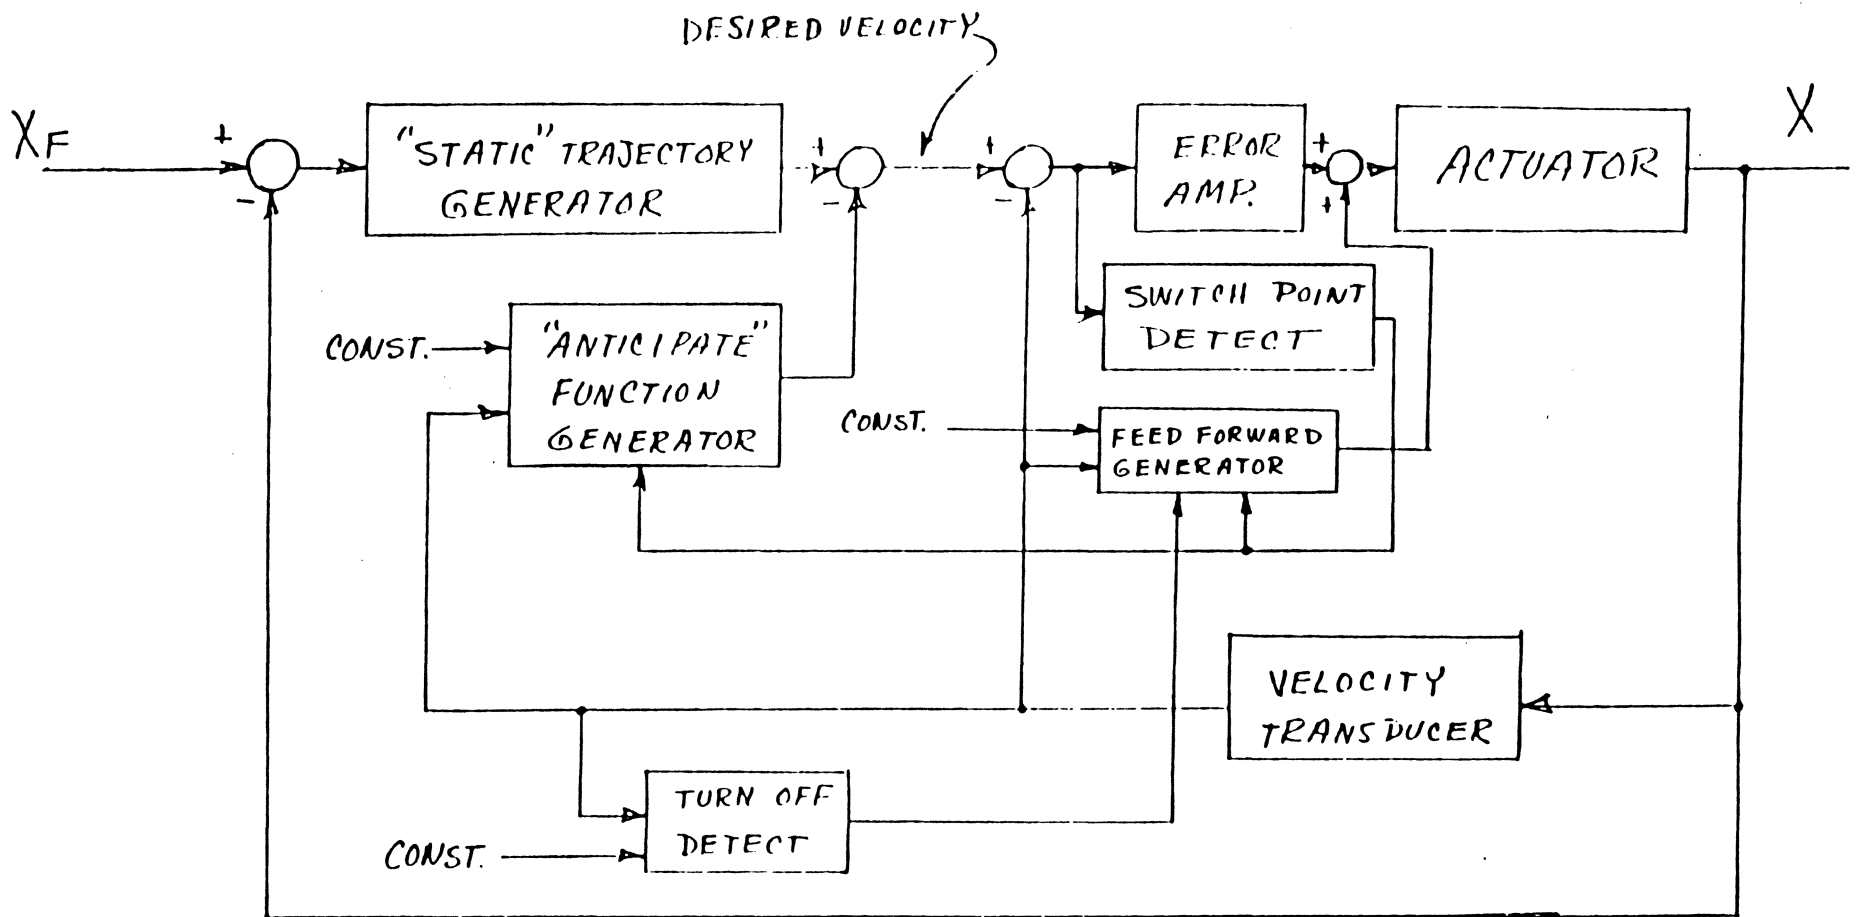 DESIRED VELOCITY
XF
+
-
"STATIC" TRAJECTORY
GENERATOR
+
-
+
-
ERROR
AMP.
+
+
ACTUATOR
X
SWITCH POINT
DETECT
CONST.
"ANTICIPATE"
FUNCTION
GENERATOR
CONST.
FEED FORWARD
GENERATOR
VELOCITY
TRANSDUCER
TURN OFF
DETECT
CONST.